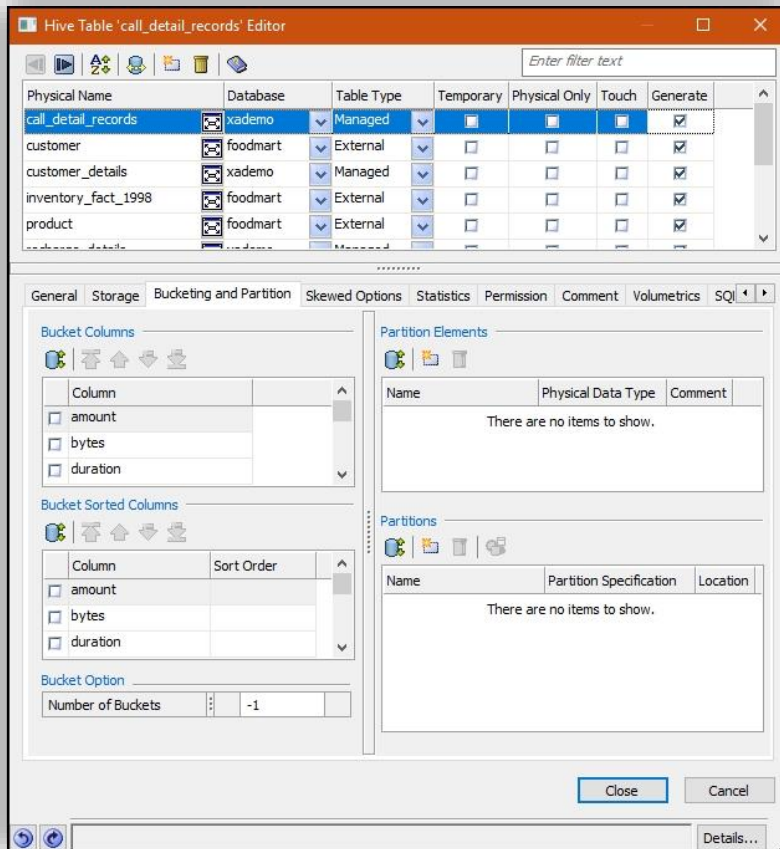 Hive Table 'call_detail_records' Editor
Enter filter text
Physical Name Database Table Type Temporary Physical Only Touch Generate
call_detail_records xademo Managed
customer foodmart External
customer_details xademo Managed
inventory_fact_1998 foodmart External
product foodmart External
General Storage Bucketing and Partition Skewed Options Statistics Permission Comment Volumetrics SQL
Bucket Columns
Column
amount
bytes
duration
Bucket Sorted Columns
Column Sort Order
amount
bytes
duration
Bucket Option
Number of Buckets -1
Partition Elements
Name Physical Data Type Comment
There are no items to show.
Partitions
Name Partition Specification Location
There are no items to show.
Close Cancel
Details...